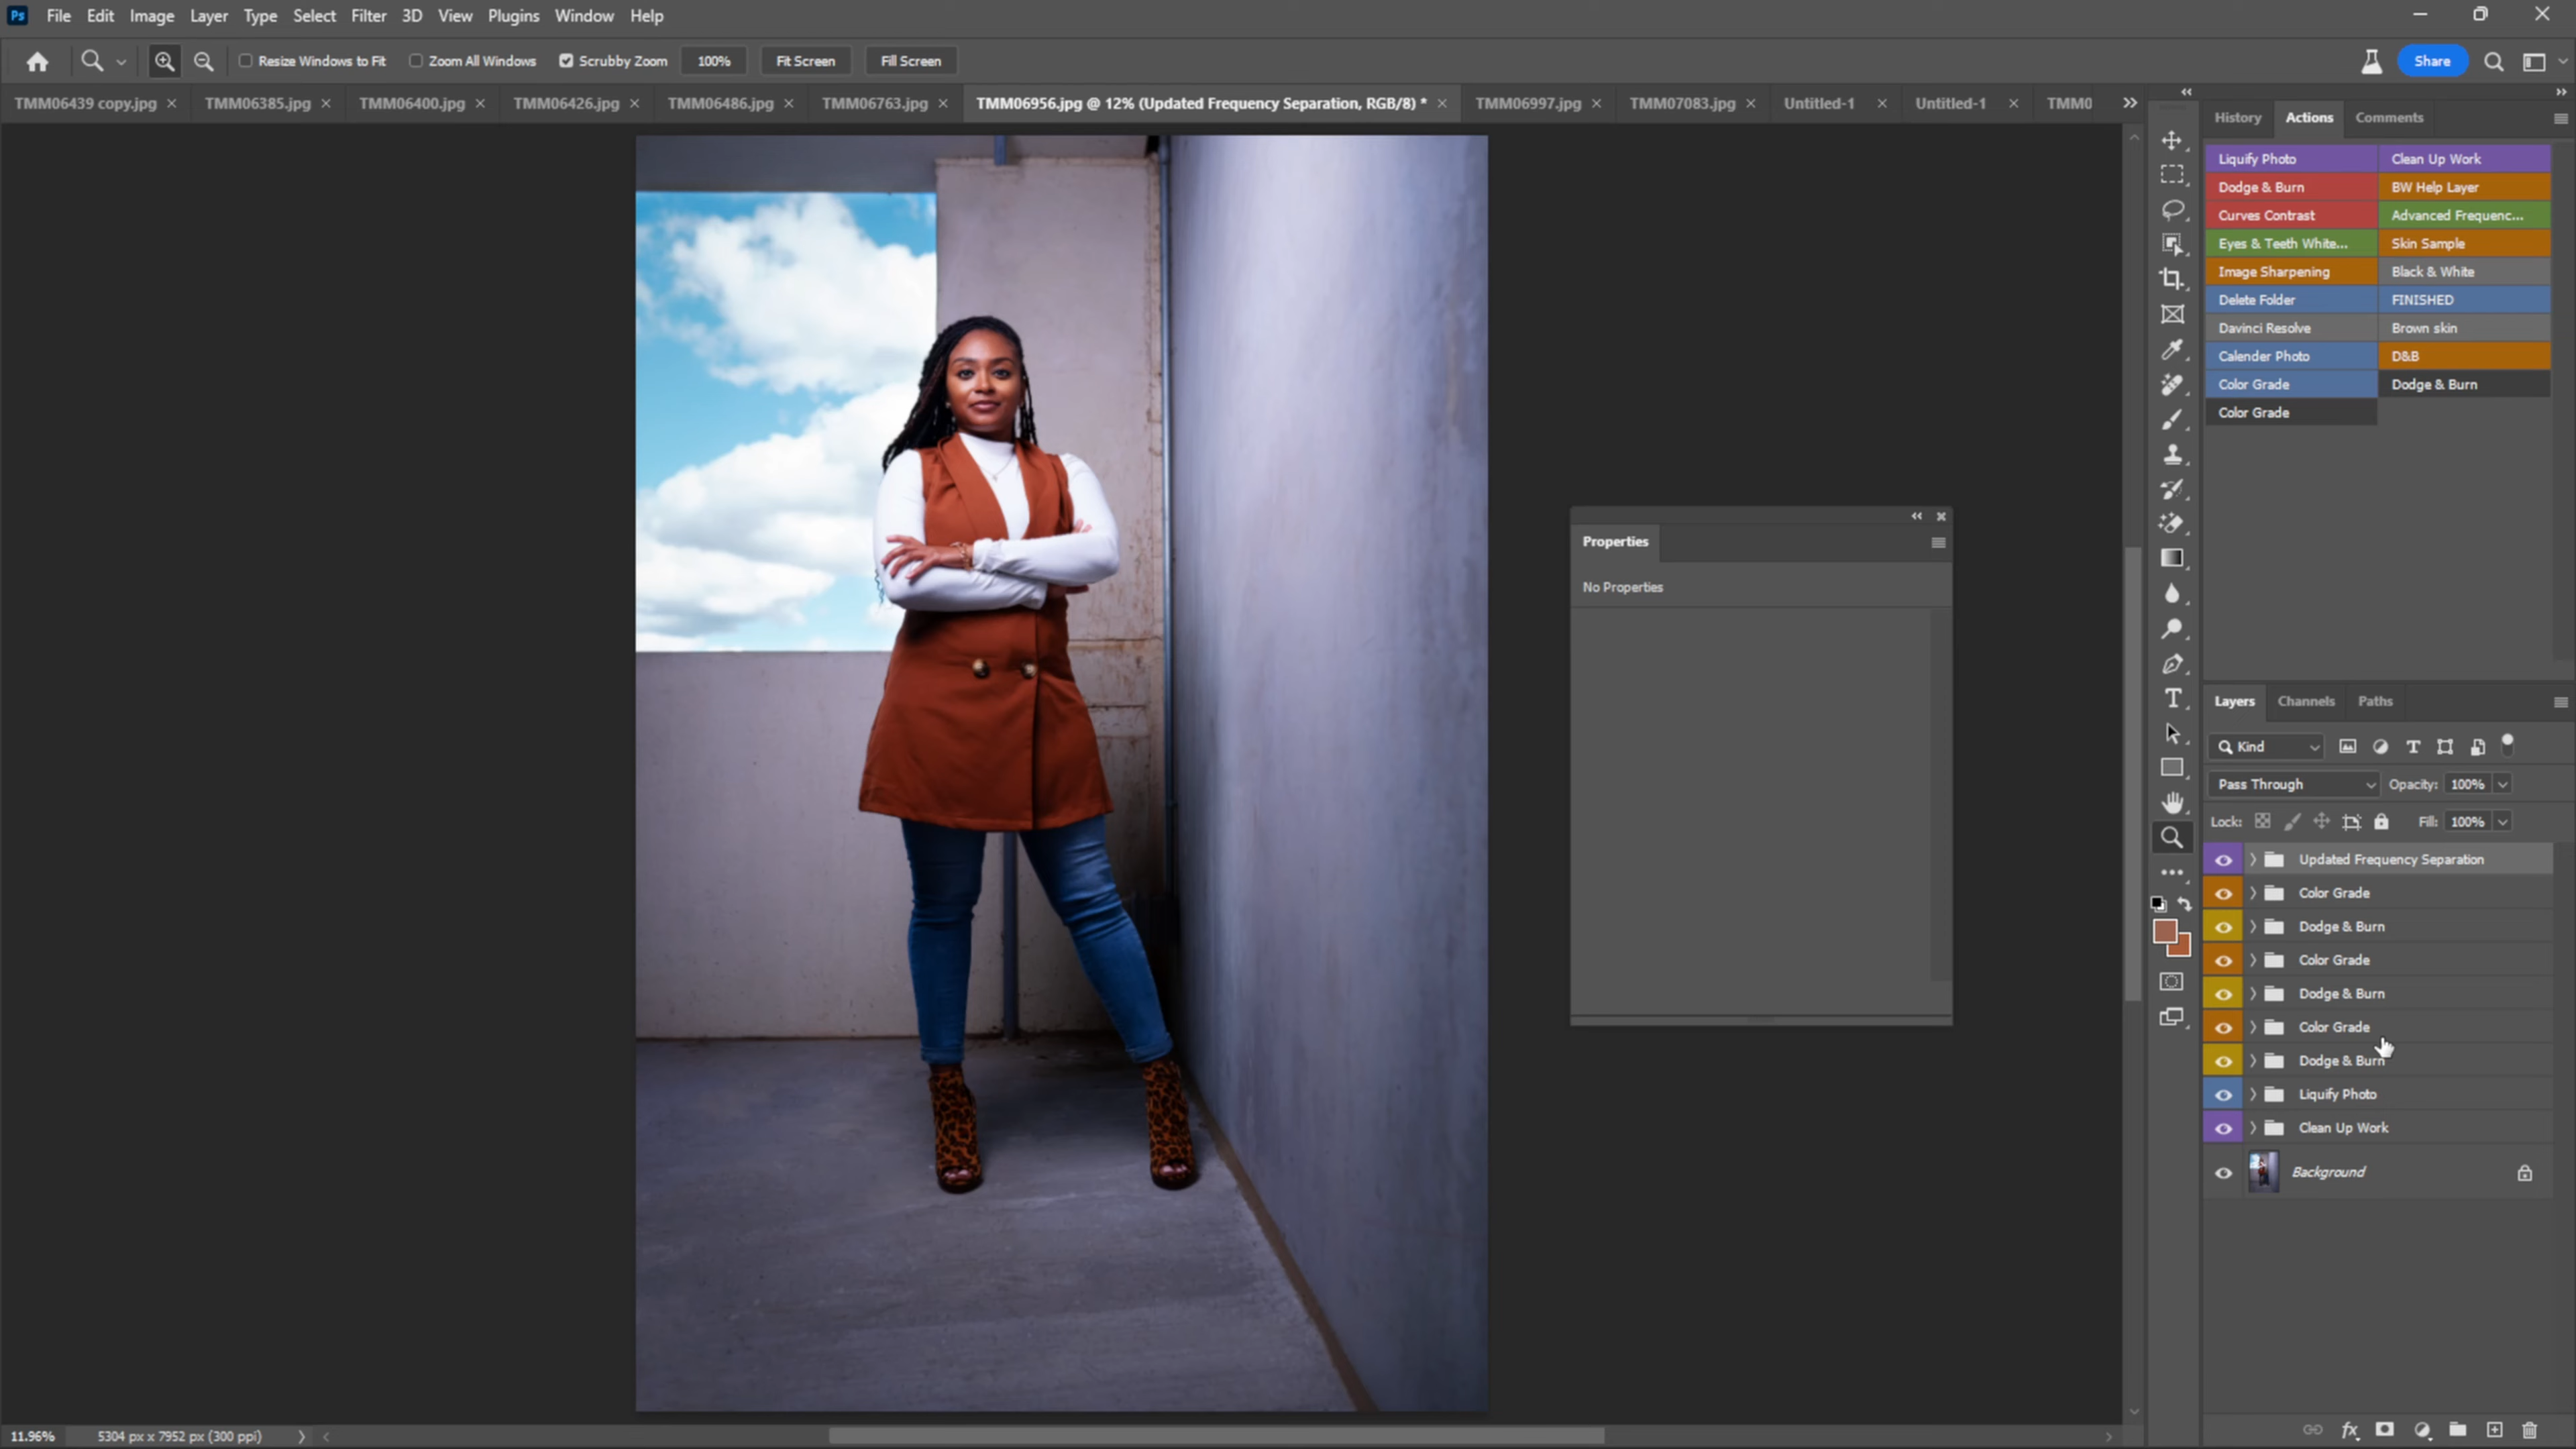 Ps File Edit Image Layer Type Select Filter 3D View Plugins Window Help
Resize Windows to Fit Zoom All Windows Scrubby Zoom 100% Fit Screen Fill Screen Share
TMM06439 copy.jpg × TMM06385.jpg × TMM06400.jpg × TMM06426.jpg × TMM06486.jpg × TMM06763.jpg × TMM06956.jpg @ 12% (Updated Frequency Separation, RGB/8) * × TMM06997.jpg × TMM07083.jpg × Untitled-1 × Untitled-1 × TMM0
History Actions Comments
Liquify Photo Clean Up Work
Dodge & Burn BW Help Layer
Curves Contrast Advanced Frequenc...
Eyes & Teeth White... Skin Sample
Image Sharpening Black & White
Delete Folder FINISHED
Davinci Resolve Brown skin
Calender Photo D&B
Color Grade Dodge & Burn
Color Grade
Properties
No Properties
Layers Channels Paths
Kind
Pass Through Opacity: 100%
Lock: Fill: 100%
Updated Frequency Separation
Color Grade
Dodge & Burn
Color Grade
Dodge & Burn
Color Grade
Dodge & Burn
Liquify Photo
Clean Up Work
Background
fx
11.96% 5304 px x 7952 px (300 ppi)